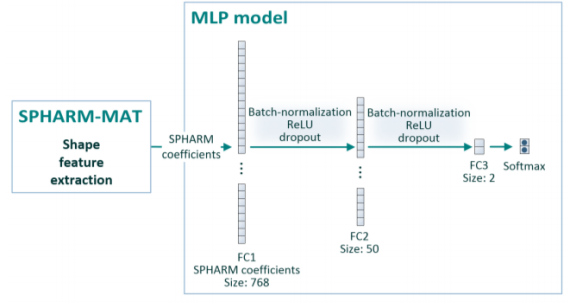 MLP model
SPHARM-MAT
Shape
feature
extraction
SPHARM
coefficients
Batch-normalization
ReLU
dropout
Batch-normalization
ReLU
dropout
FC1
SPHARM coefficients
Size: 768
FC2
Size: 50
FC3
Size: 2
Softmax